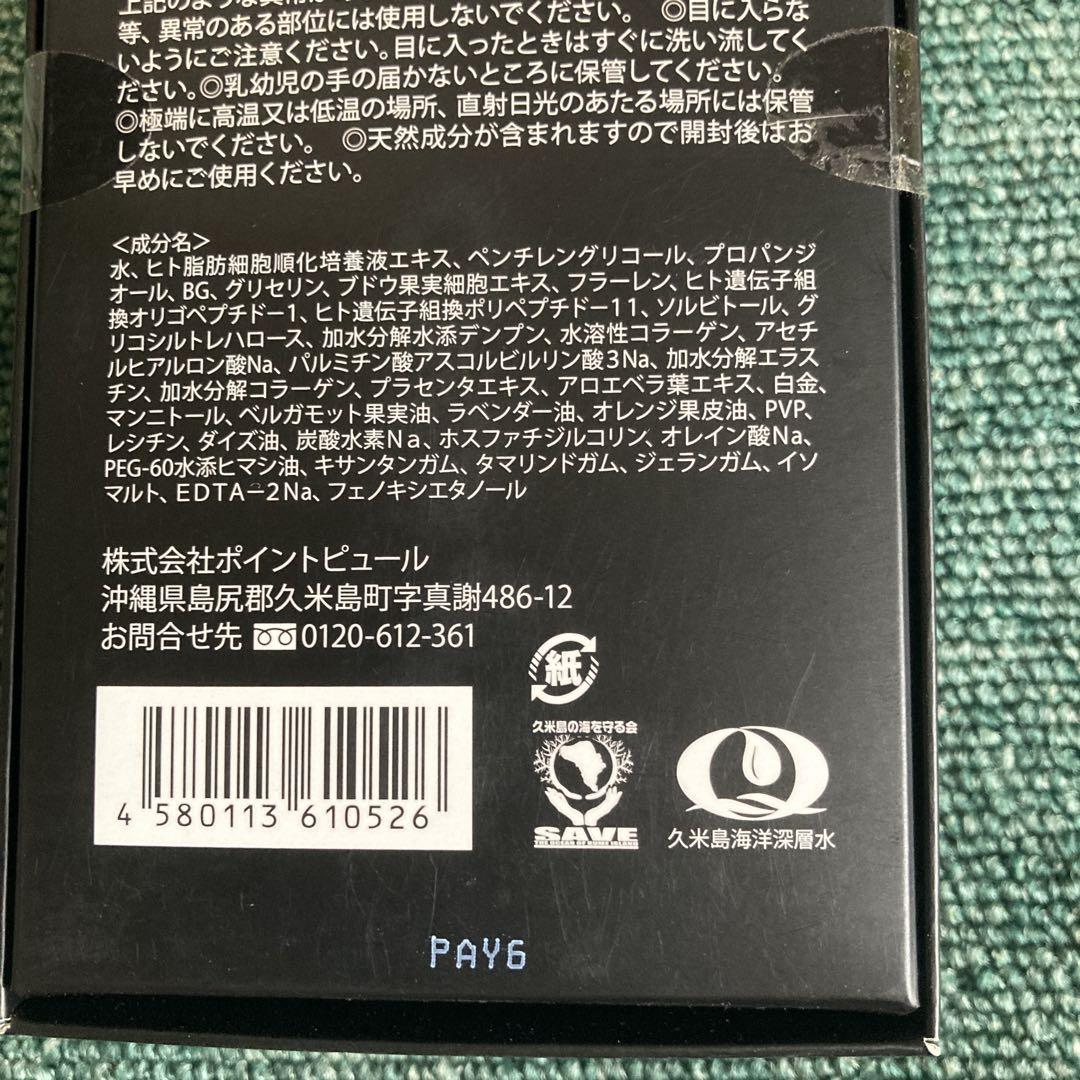 上記のような異常が
等、異常のある部位には使用しないでください。 ◎目に入らな
いようにご注意ください。目に入ったときはすぐに洗い流してく
ださい。◎乳幼児の手の届かないところに保管してください。
◎極端に高温又は低温の場所、直射日光のあたる場所には保管
しないでください。 ◎天然成分が含まれますので開封後はお
早めにご使用ください。
<成分名>
水、ヒト脂肪細胞順化培養液エキス、ペンチレングリコール、プロパンジ
オール、BG、グリセリン、ブドウ果実細胞エキス、フラーレン、ヒト遺伝子組
換オリゴペプチドー1、ヒト遺伝子組換ポリペプチドー11、ソルビトール、グ
リコシルトレハロース、加水分解水添デンプン、水溶性コラーゲン、アセチ
ルヒアルロン酸Na、パルミチン酸アスコルビルリン酸3Na、加水分解エラス
チン、加水分解コラーゲン、プラセンタエキス、アロエベラ葉エキス、白金、
マンニトール、ベルガモット果実油、ラベンダー油、オレンジ果皮油、PVP、
レシチン、ダイズ油、炭酸水素Na、ホスファチジルコリン、オレイン酸Na、
PEG-60水添ヒマシ油、キサンタンガム、タマリンドガム、ジェランガム、イソ
マルト、EDTA－2Na、フェノキシエタノール
株式会社ポイントピュール
沖縄県島尻郡久米島町字真謝486-12
お問合せ先 0120-612-361
紙
久米島の海を守る会
SAVE
THE OCEAN OF KUME ISLAND
久米島海洋深層水
4 580113 610526
PAY6